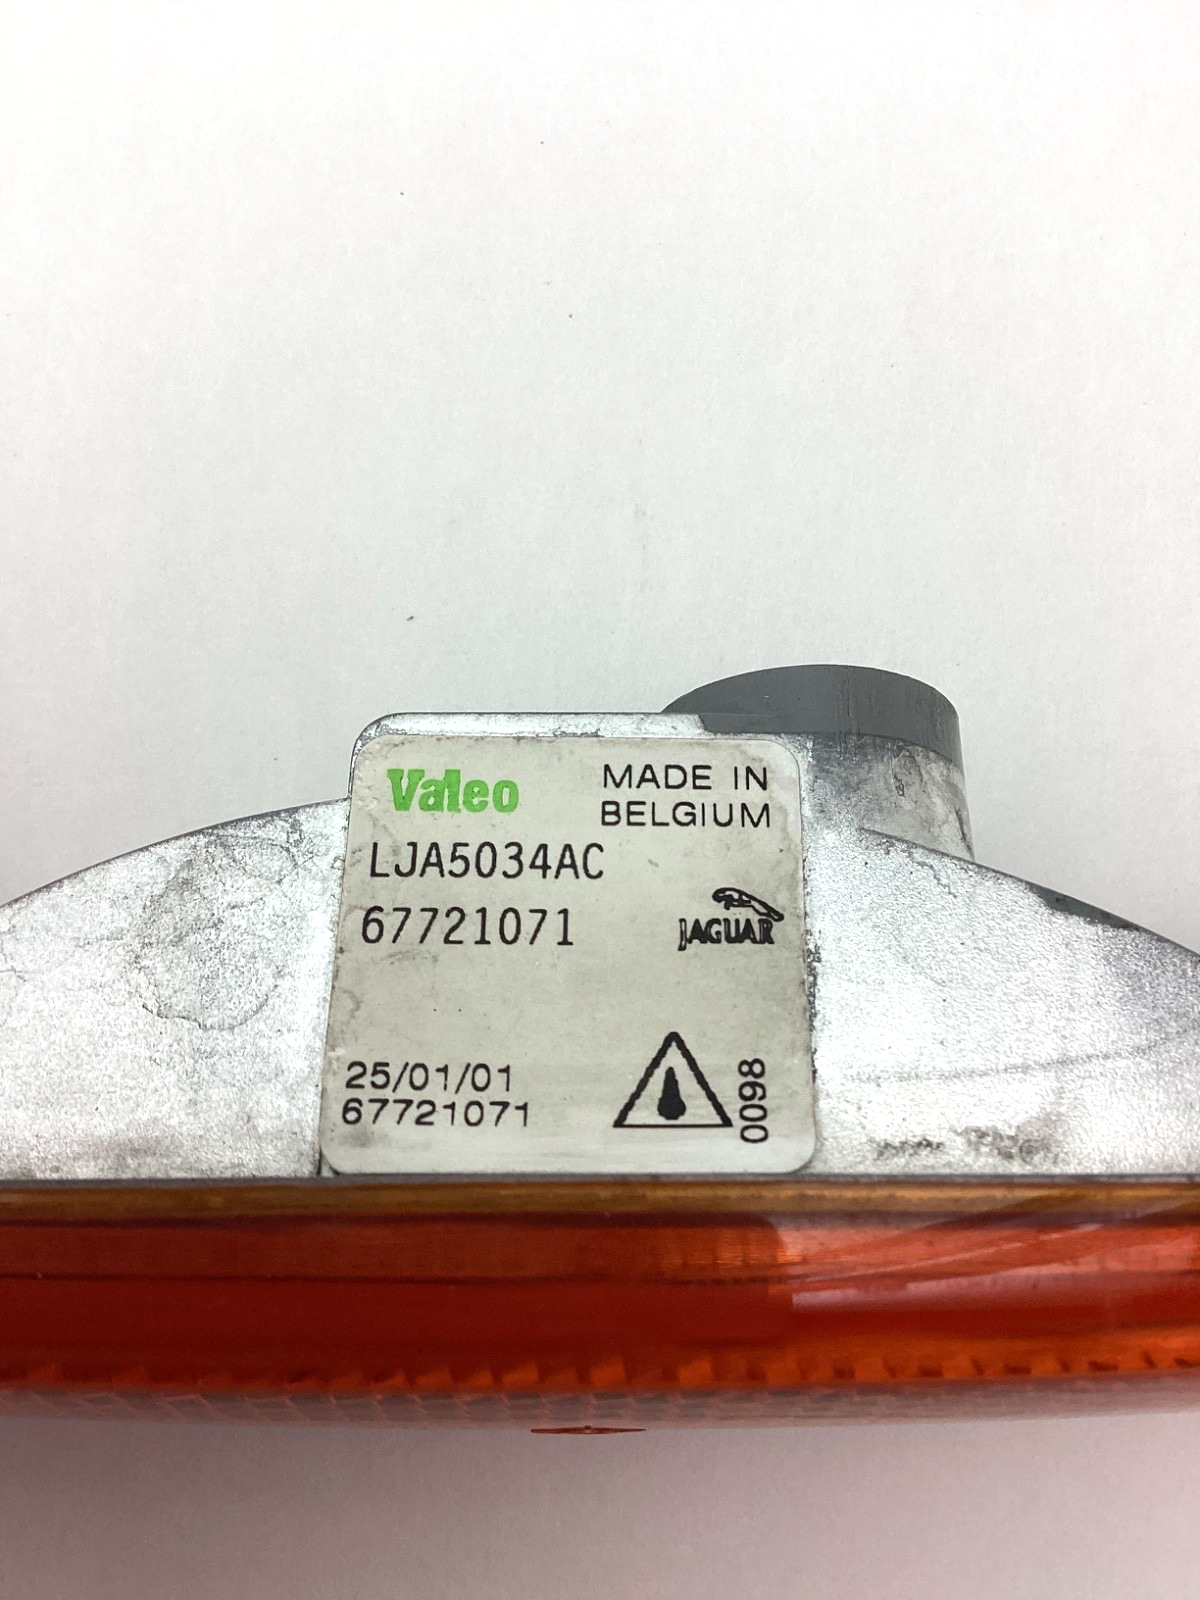 Valeo
MADE IN
BELGIUM
LJA5034AC
67721071
JAGUAR
25/01/01
67721071
0098